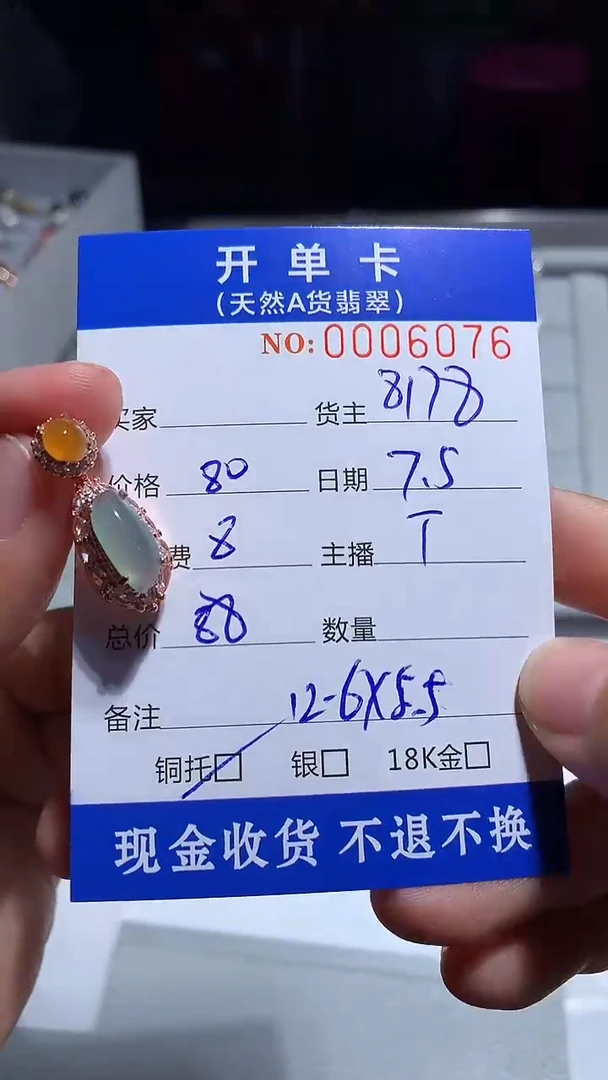 开单卡
(天然A货翡翠)
NO:0006076
买家 货主 8178
价格 80 日期 7.5
费 8 主播 T
总价 88 数量
备注 12-6X5.5
铜托□ 银□ 18K金□
现金收货 不退不换